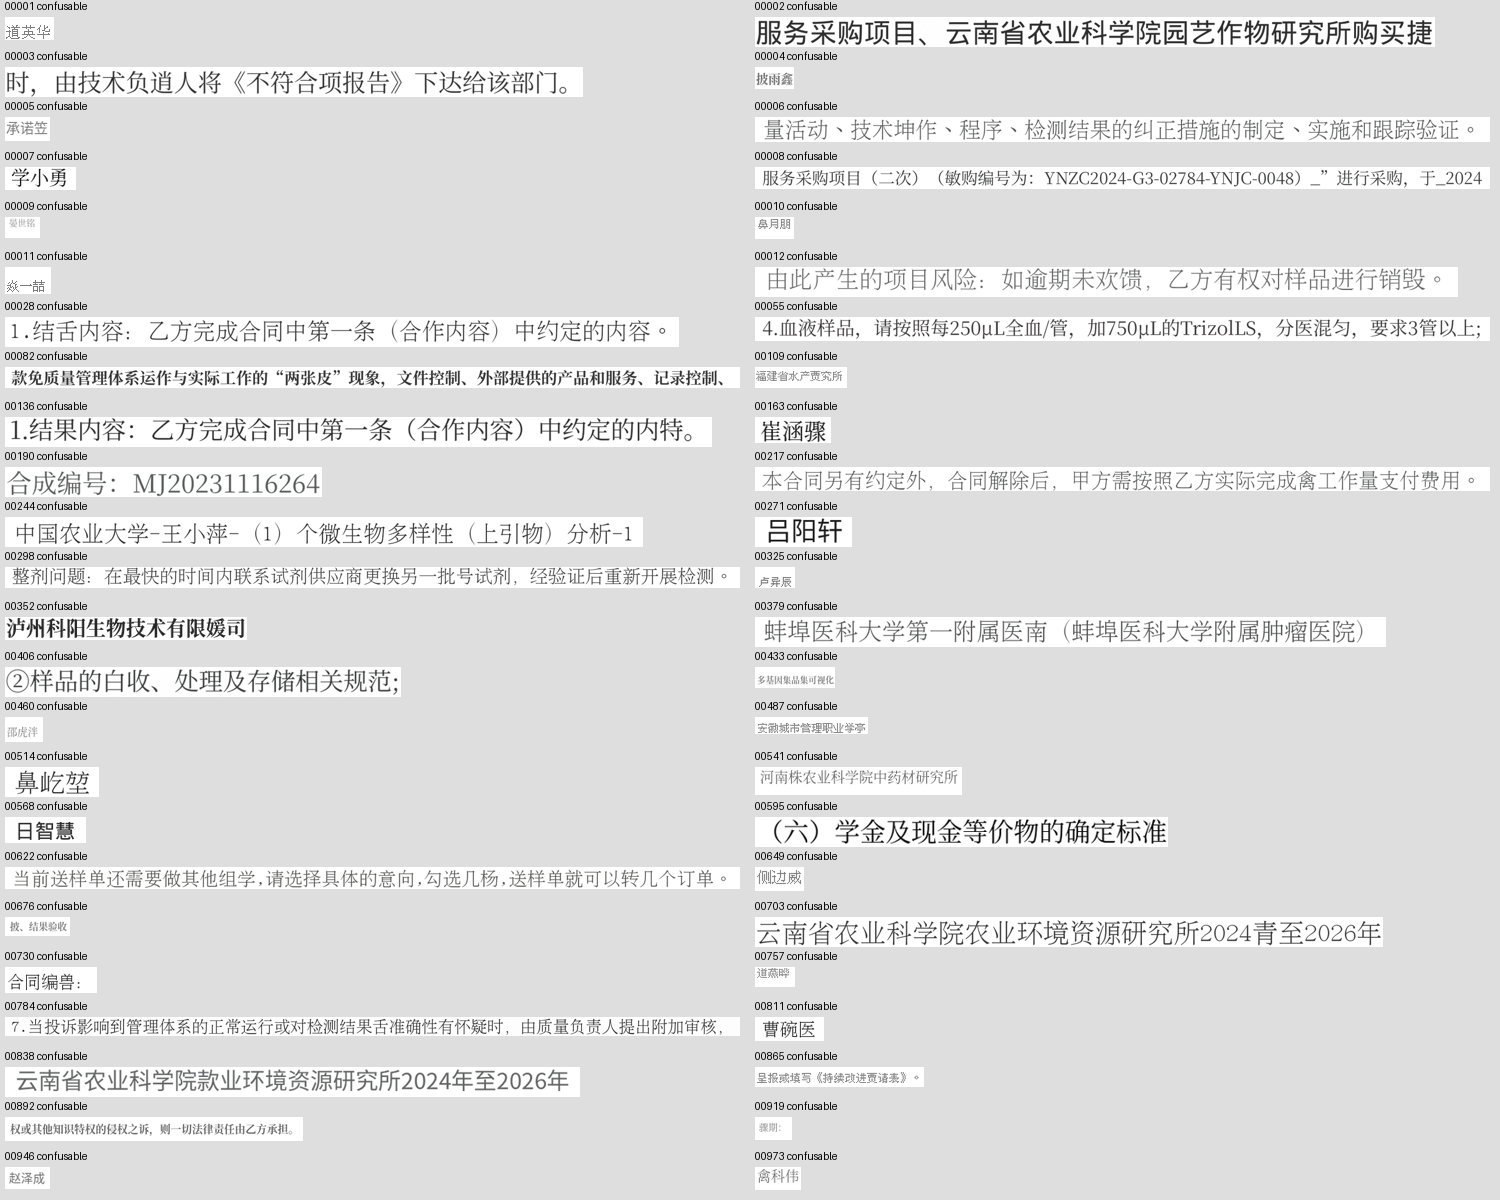 00001 confusable
道英华
00002 confusable
服务采购项目、云南省农业科学院园艺作物研究所购买捷
00003 confusable
时，由技术负逍人将《不符合项报告》下达给该部门。
00004 confusable
披雨鑫
00005 confusable
承诺笠
00006 confusable
量活动、技术坤作、程序、检测结果的纠正措施的制定、实施和跟踪验证。
00007 confusable
学小勇
00008 confusable
服务采购项目（二次）（敏购编号为：YNZC2024-G3-02784-YNJC-0048）_”进行采购，于_2024
00009 confusable
00010 confusable
鼻月朋
00011 confusable
焱一喆
00012 confusable
由此产生的项目风险：如逾期未欢馈，乙方有权对样品进行销毁。
00028 confusable
1.结舌内容：乙方完成合同中第一条（合作内容）中约定的内容。
00055 confusable
4.血液样品，请按照每250μL全血/管，加750μL的TrizolLS，分医混匀，要求3管以上;
00082 confusable
款免质量管理体系运作与实际工作的“两张皮”现象，文件控制、外部提供的产品和服务、记录控制、
00109 confusable
福建省水产贾究所
00136 confusable
1.结果内容：乙方完成合同中第一条（合作内容）中约定的内特。
00163 confusable
崔涵骤
00190 confusable
合成编号：MJ20231116264
00217 confusable
本合同另有约定外，合同解除后，甲方需按照乙方实际完成禽工作量支付费用。
00244 confusable
中国农业大学-王小萍-（1）个微生物多样性（上引物）分析-1
00271 confusable
吕阳轩
00298 confusable
整剂问题：在最快的时间内联系试剂供应商更换另一批号试剂，经验证后重新开展检测。
00325 confusable
卢舁辰
00352 confusable
泸州科阳生物技术有限媛司
00379 confusable
蚌埠医科大学第一附属医南（蚌埠医科大学附属肿瘤医院）
00406 confusable
②样品的白收、处理及存储相关规范;
00433 confusable
多基因集品集可视化
00460 confusable
邵虎泮
00487 confusable
安徽城市管理职业学亭
00514 confusable
鼻屹堃
00541 confusable
河南株农业科学院中药材研究所
00568 confusable
日智慧
00595 confusable
（六）学金及现金等价物的确定标准
00622 confusable
当前送样单还需要做其他组学,请选择具体的意向,勾选几杨,送样单就可以转几个订单。
00649 confusable
侧边威
00676 confusable
披、结果验收
00703 confusable
云南省农业科学院农业环境资源研究所2024青至2026年
00730 confusable
合同编兽：
00757 confusable
道燕晔
00784 confusable
7.当投诉影响到管理体系的正常运行或对检测结果舌准确性有怀疑时，由质量负责人提出附加审核，
00811 confusable
曹碗医
00838 confusable
云南省农业科学院款业环境资源研究所2024年至2026年
00865 confusable
呈报或填写《持续改进贾请表》。
00892 confusable
权或其他知识特权的侵权之诉，则一切法律责任由乙方承担。
00919 confusable
骤期：
00946 confusable
赵泽成
00973 confusable
禽科伟